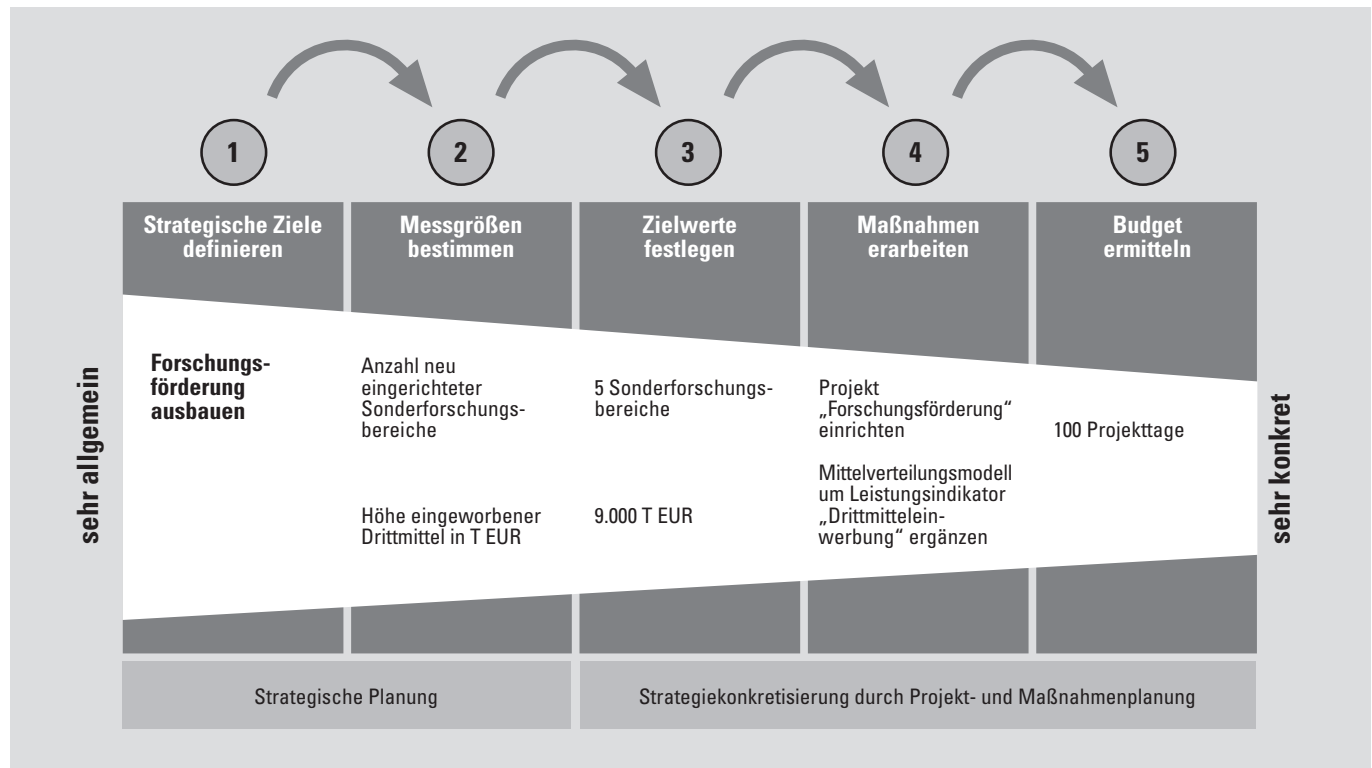 1
2
3
4
5
Strategische Ziele
definieren
Messgrößen
bestimmen
Zielwerte
festlegen
Maßnahmen
erarbeiten
Budget
ermitteln
sehr allgemein
Forschungs-
förderung
ausbauen
Anzahl neu
eingerichteter
Sonderforschungs-
bereiche
Höhe eingeworbener
Drittmittel in T EUR
5 Sonderforschungs-
bereiche
9.000 T EUR
Projekt
„Forschungsförderung“
einrichten
Mittelverteilungsmodell
um Leistungsindikator
„Drittmittelein-
werbung“ ergänzen
100 Projekttage
sehr konkret
Strategische Planung
Strategiekonkretisierung durch Projekt- und Maßnahmenplanung